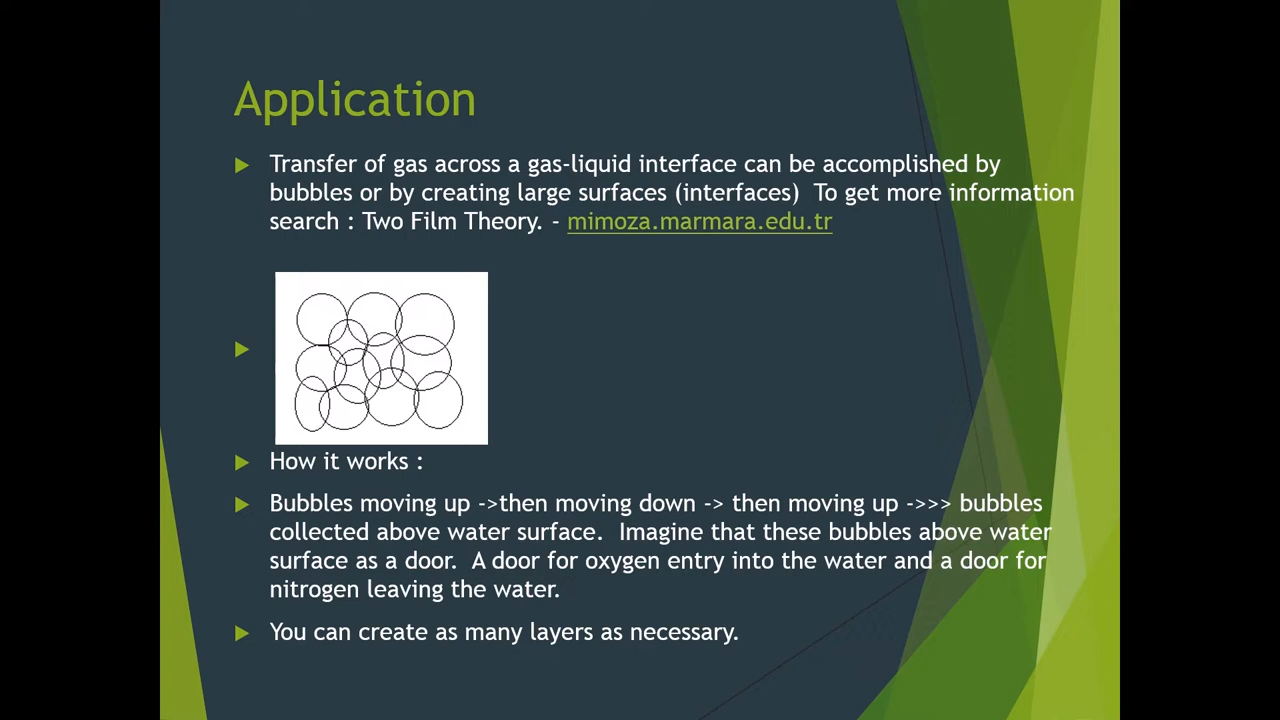 Application
Transfer of gas across a gas-liquid interface can be accomplished by
bubbles or by creating large surfaces (interfaces)  To get more information
search : Two Film Theory. - mimoza.marmara.edu.tr
How it works :
Bubbles moving up ->then moving down -> then moving up ->>> bubbles
collected above water surface.  Imagine that these bubbles above water
surface as a door.  A door for oxygen entry into the water and a door for
nitrogen leaving the water.
You can create as many layers as necessary.